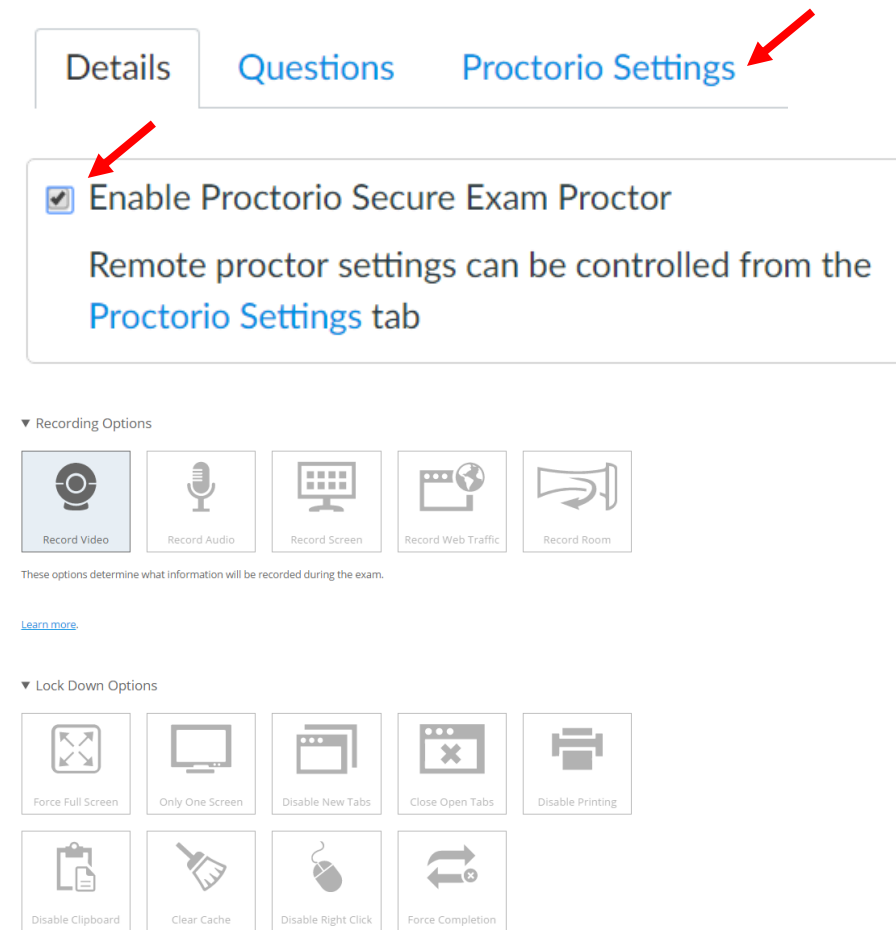 Details Questions Proctorio Settings
Enable Proctorio Secure Exam Proctor
Remote proctor settings can be controlled from the
Proctorio Settings tab
Recording Options
Record Video Record Audio Record Screen Record Web Traffic Record Room
These options determine what information will be recorded during the exam.
Learn more.
Lock Down Options
Force Full Screen Only One Screen Disable New Tabs Close Open Tabs Disable Printing
Disable Clipboard Clear Cache Disable Right Click Force Completion